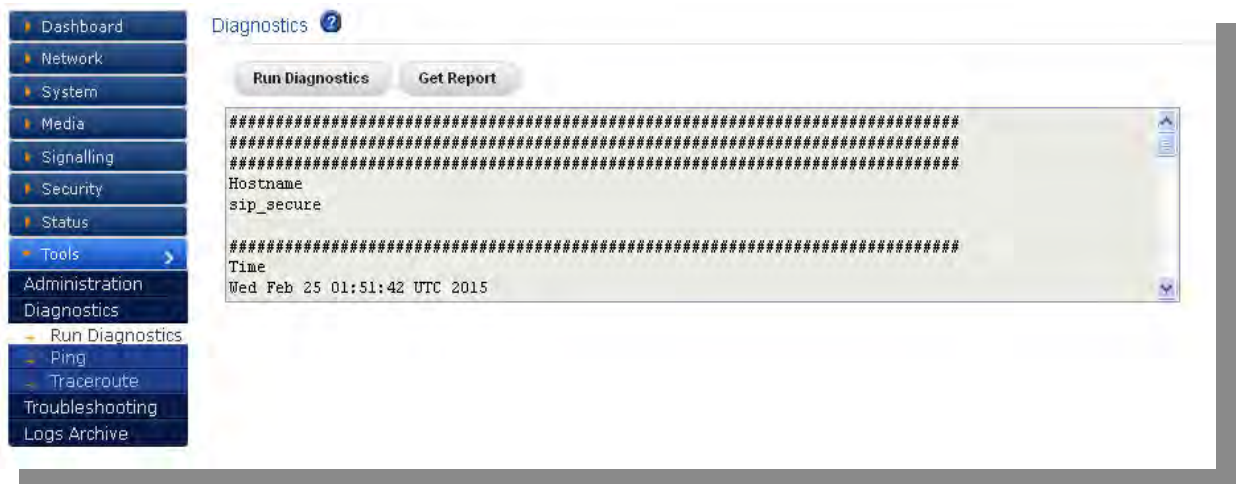 Dashboard
Network
System
Media
Signalling
Security
Status
Tools
Administration
Diagnostics
Run Diagnostics
Ping
Traceroute
Troubleshooting
Logs Archive
Diagnostics ?
Run Diagnostics Get Report
###############################################################################
###############################################################################
###############################################################################
Hostname
sip_secure
###############################################################################
Time
Wed Feb 25 01:51:42 UTC 2015